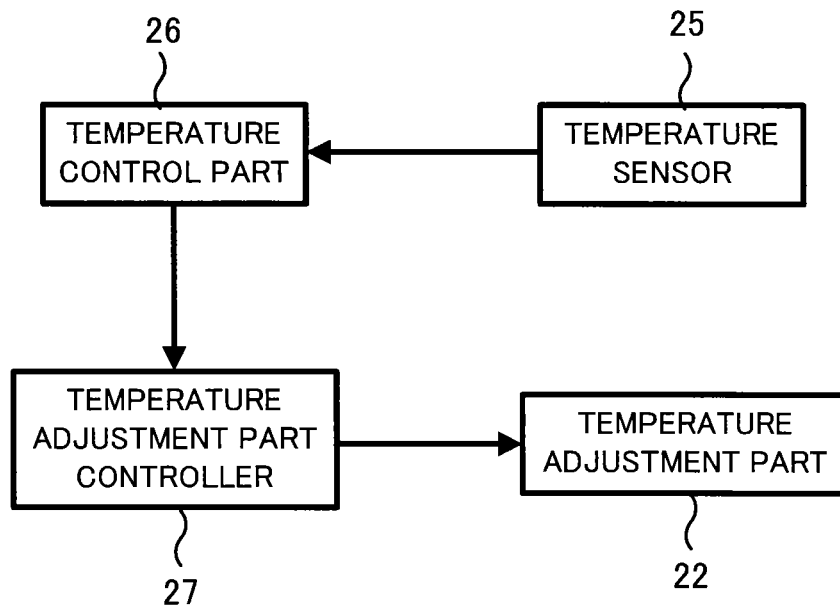 26
25
TEMPERATURE
CONTROL PART
TEMPERATURE
SENSOR
TEMPERATURE
ADJUSTMENT PART
CONTROLLER
TEMPERATURE
ADJUSTMENT PART
27
22